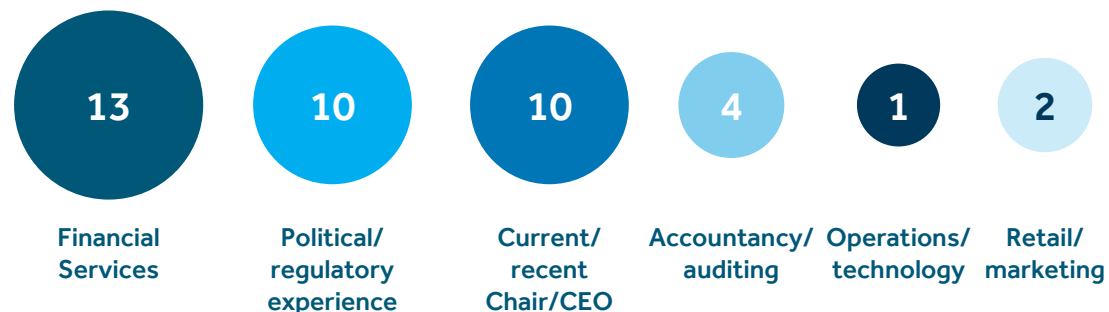 13
10
10
4
1
2
Financial
Services
Political/
regulatory
experience
Current/
recent
Chair/CEO
Accountancy/
auditing
Operations/
technology
Retail/
marketing